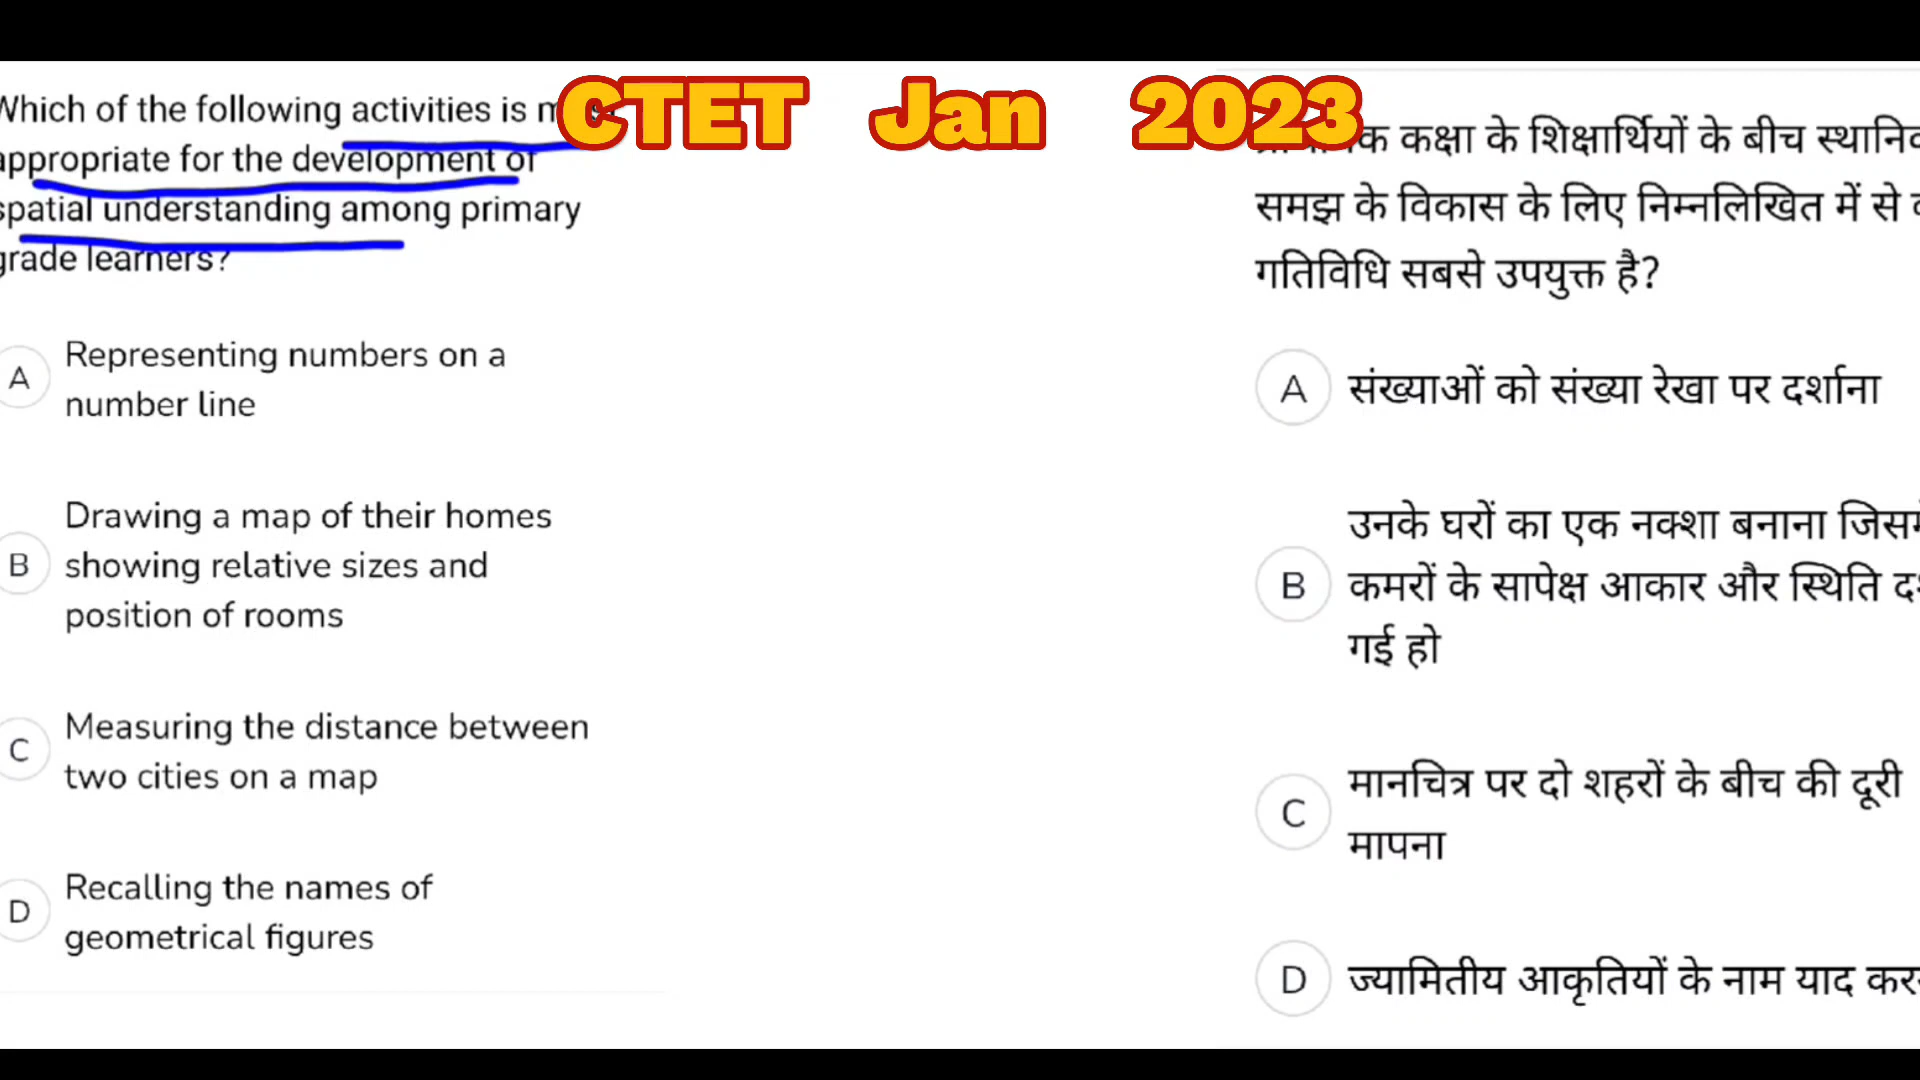 CTET Jan 2023
Which of the following activities is
appropriate for the development of
spatial understanding among primary
grade learners?
A Representing numbers on a
number line
B Drawing a map of their homes
showing relative sizes and
position of rooms
C Measuring the distance between
two cities on a map
D Recalling the names of
geometrical figures
कक्षा के शिक्षार्थियों के बीच
समझ के विकास के लिए निम्नलिखित में से
गतिविधि सबसे उपयुक्त है?
A संख्याओं को संख्या रेखा पर दर्शाना
B उनके घरों का एक नक्शा बनाना
कमरों के सापेक्ष आकार और स्थिति
गई हो
C मानचित्र पर दो शहरों के बीच की दूरी
मापना
D ज्यामितीय आकृतियों के नाम याद